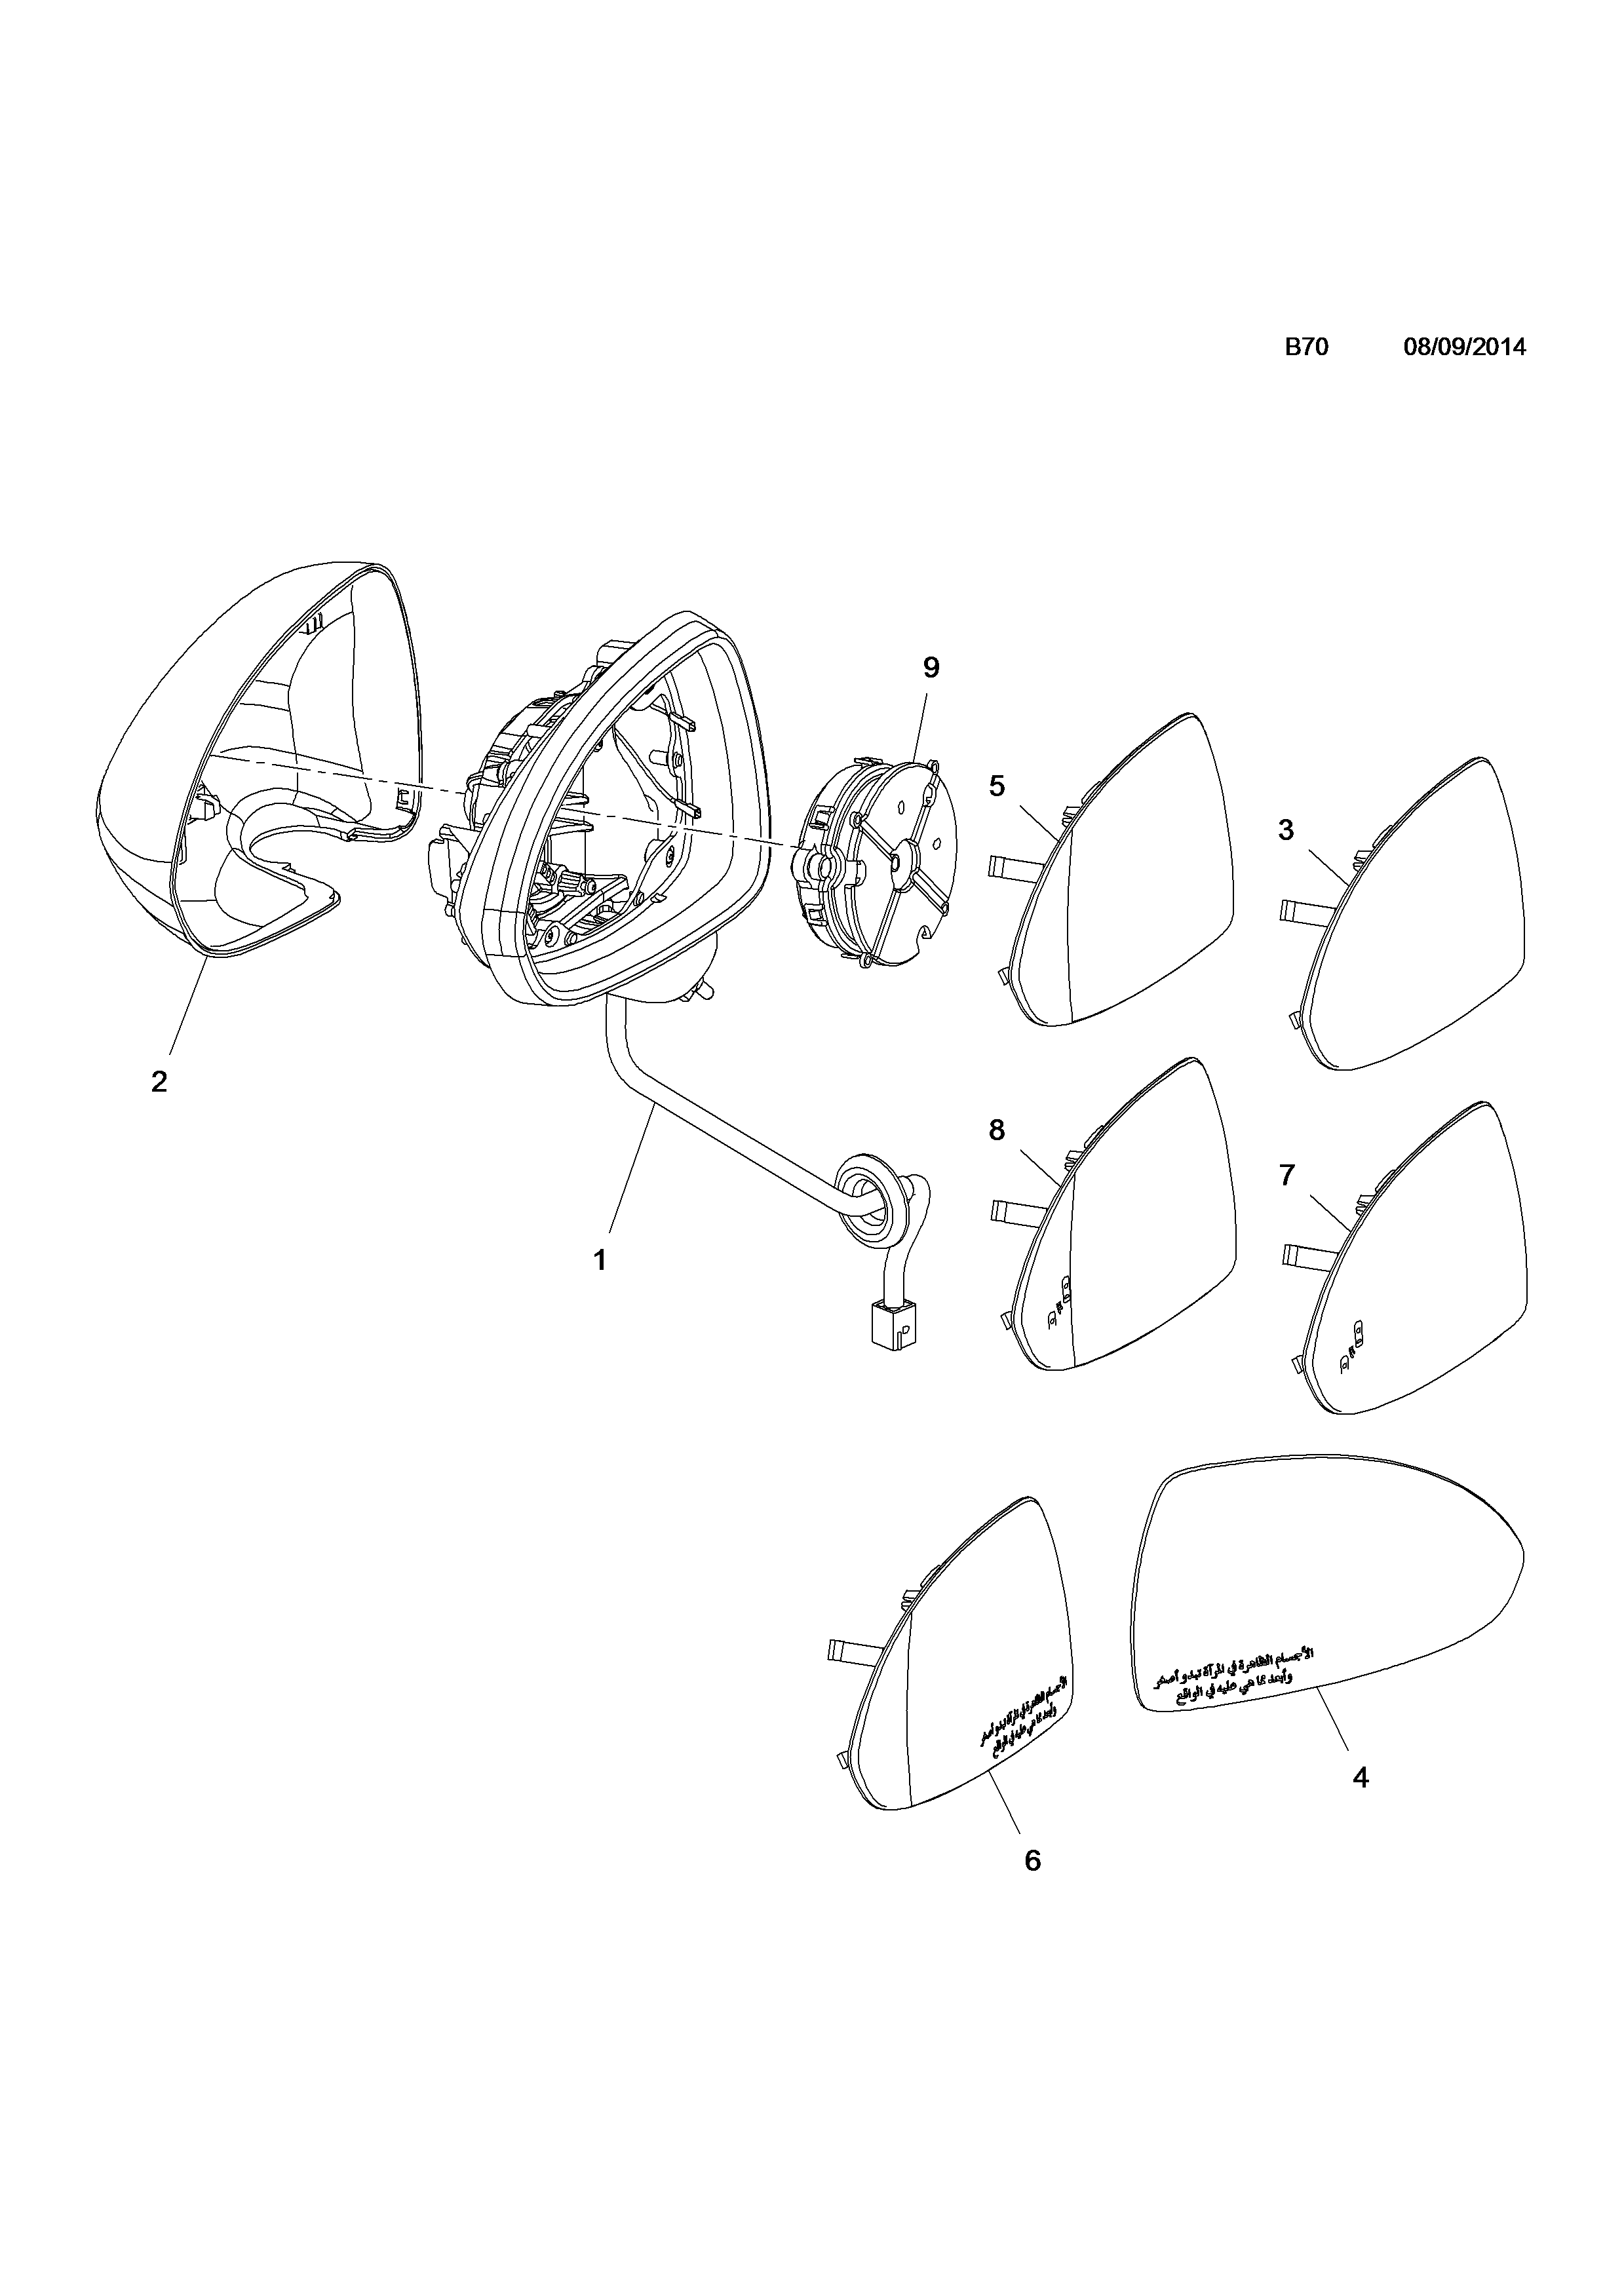 B70 08/09/2014
9
5
3
2
8
7
1
الأجسام الظاهرة في المرآة تبدو أصغر
وأبعد مما هي عليه في الواقع
4
الأجسام الظاهرة في المرآة تبدو أصغر
وأبعد مما هي عليه في الواقع
6